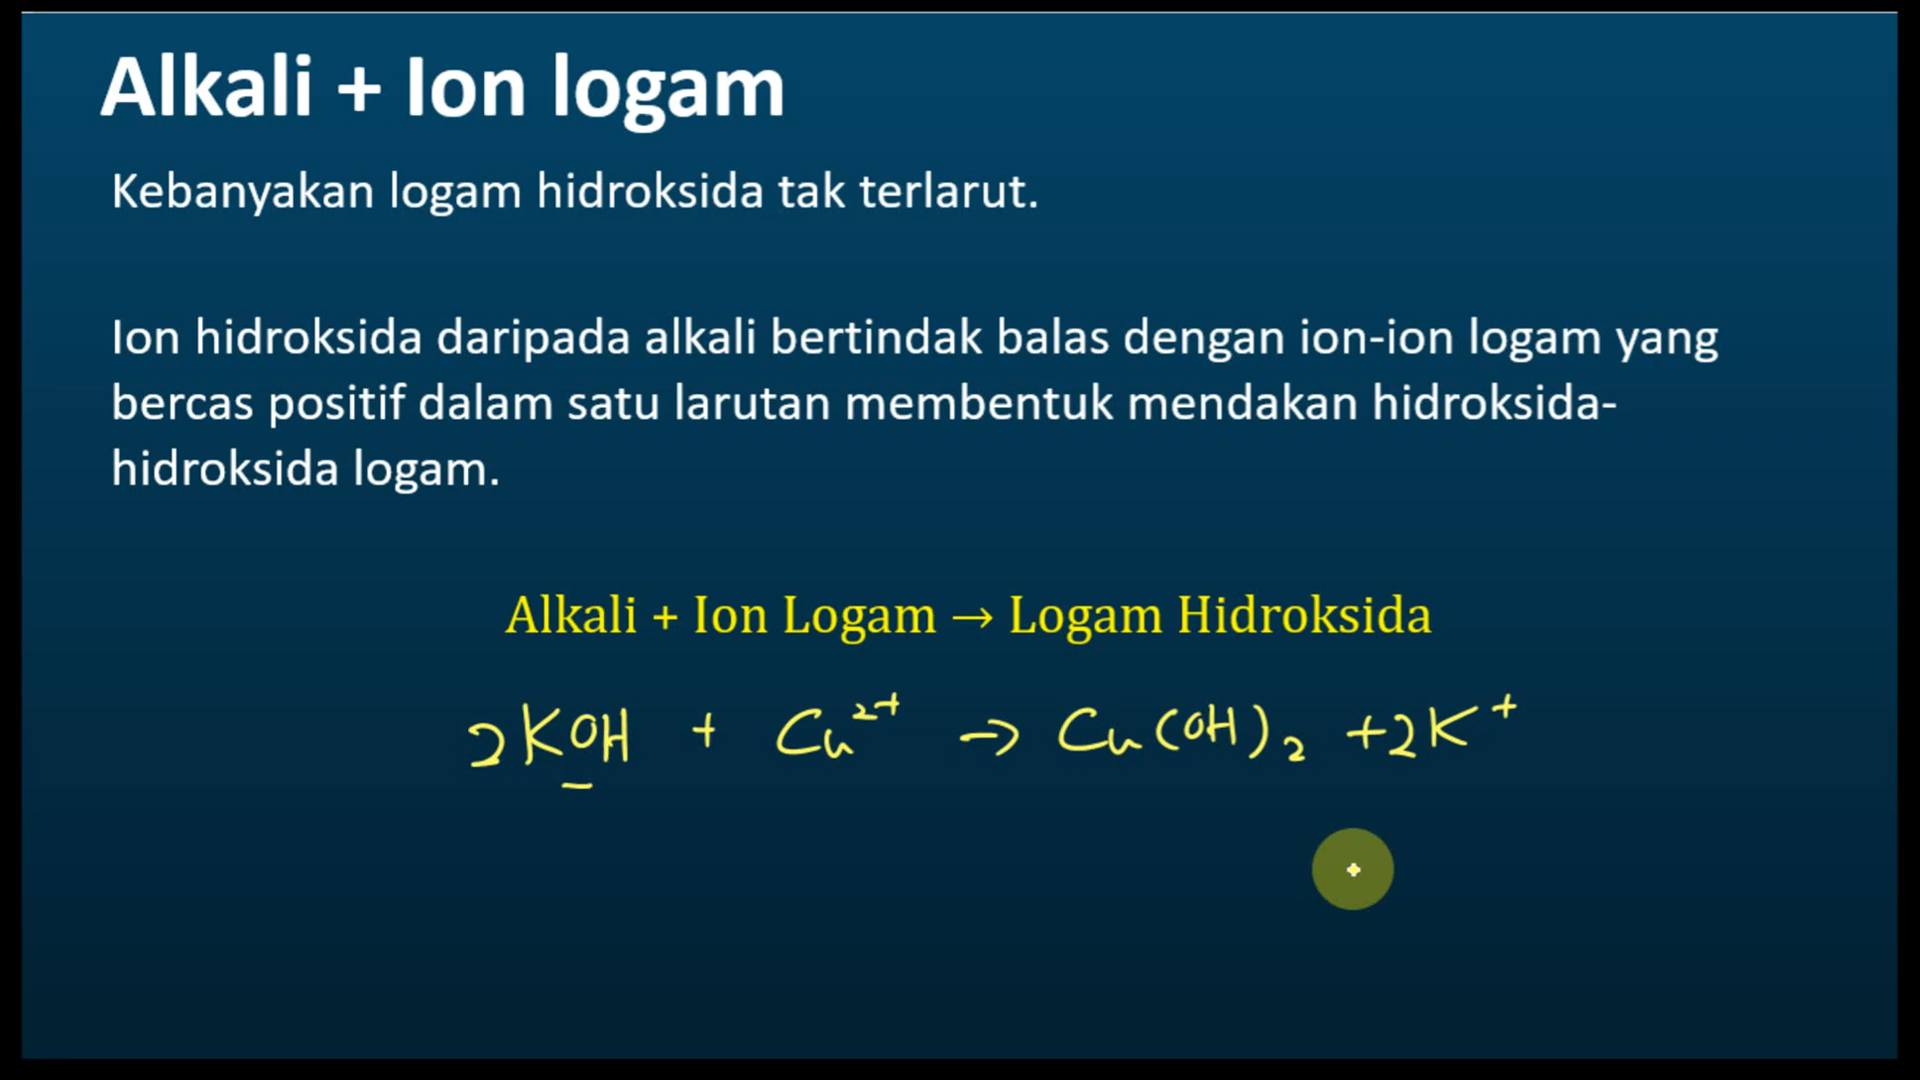 Alkali + Ion logam
Kebanyakan logam hidroksida tak terlarut.
Ion hidroksida daripada alkali bertindak balas dengan ion-ion logam yang
bercas positif dalam satu larutan membentuk mendakan hidroksida-
hidroksida logam.
Alkali + Ion Logam → Logam Hidroksida
2KOH + Cu²⁺ → Cu(OH)₂ + 2K⁺